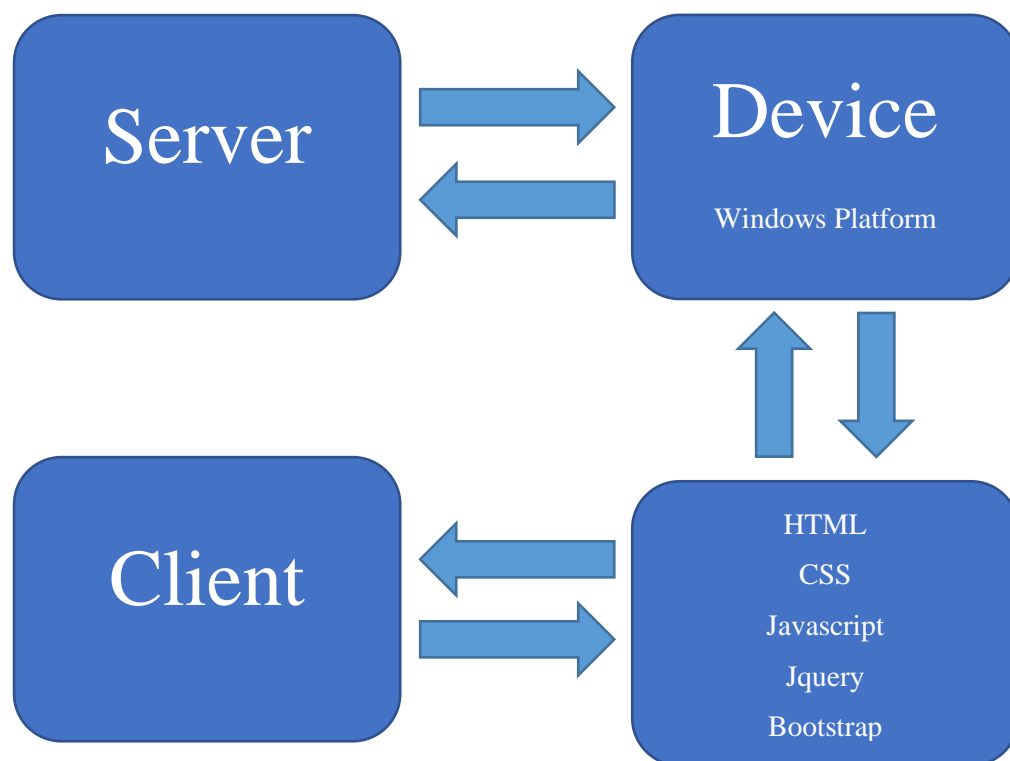 Server
Device
Windows Platform
Client
HTML
CSS
Javascript
Jquery
Bootstrap